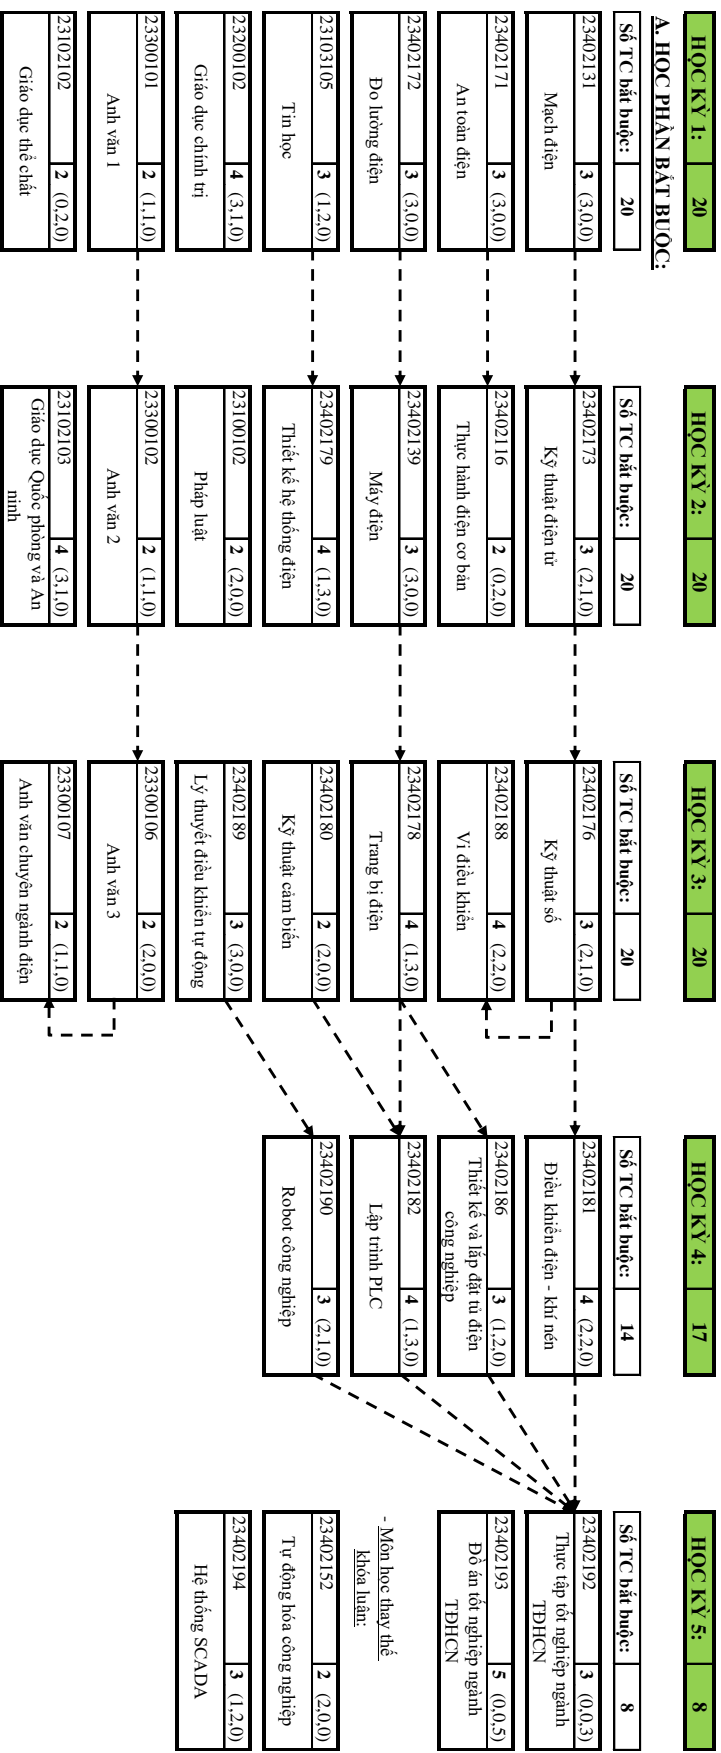 HỌC KỲ 1: 20
A. HỌC PHẦN BẮT BUỘC:
Số TC bắt buộc: 20
23402131 3 (3,0,0)
Mạch điện
23402171 3 (3,0,0)
An toàn điện
23402172 3 (3,0,0)
Đo lường điện
23103105 3 (1,2,0)
Tin học
23200102 4 (3,1,0)
Giáo dục chính trị
23300101 2 (1,1,0)
Anh văn 1
23102102 2 (0,2,0)
Giáo dục thể chất
HỌC KỲ 2: 20
Số TC bắt buộc: 20
23402173 3 (2,1,0)
Kỹ thuật điện tử
23402116 2 (0,2,0)
Thực hành điện cơ bản
23402139 3 (3,0,0)
Máy điện
23402179 4 (1,3,0)
Thiết kế hệ thống điện
23100102 2 (2,0,0)
Pháp luật
23300102 2 (1,1,0)
Anh văn 2
23102103 4 (3,1,0)
Giáo dục Quốc phòng và An
ninh
HỌC KỲ 3: 20
Số TC bắt buộc: 20
23402176 3 (2,1,0)
Kỹ thuật số
23402188 4 (2,2,0)
Vi điều khiển
23402178 4 (1,3,0)
Trang bị điện
23402180 2 (2,0,0)
Kỹ thuật cảm biến
23402189 3 (3,0,0)
Lý thuyết điều khiển tự động
23300106 2 (2,0,0)
Anh văn 3
23300107 2 (1,1,0)
Anh văn chuyên ngành điện
HỌC KỲ 4: 17
Số TC bắt buộc: 14
23402181 4 (2,2,0)
Điều khiển điện - khí nén
23402186 3 (1,2,0)
Thiết kế và lắp đặt tủ điện
công nghiệp
23402182 4 (1,3,0)
Lập trình PLC
23402190 3 (2,1,0)
Robot công nghiệp
HỌC KỲ 5: 8
Số TC bắt buộc: 8
23402192 3 (0,0,3)
Thực tập tốt nghiệp ngành
TĐHCN
23402193 5 (0,0,5)
Đồ án tốt nghiệp ngành
TĐHCN
- Môn học thay thế
khóa luận:
23402152 2 (2,0,0)
Tự động hóa công nghiệp
23402194 3 (1,2,0)
Hệ thống SCADA